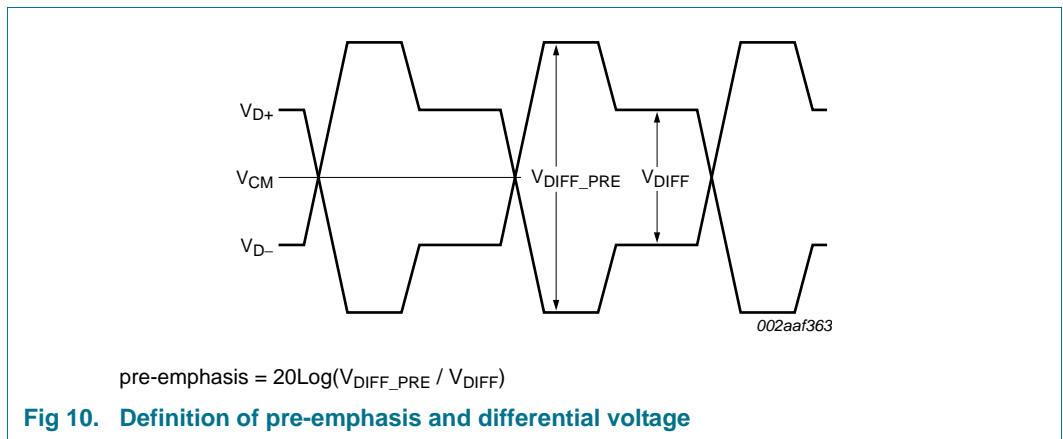 V_D+
V_CM
V_DIFF_PRE V_DIFF
V_D–
002aaf363
pre-emphasis = 20Log(V_DIFF_PRE / V_DIFF)
Fig 10. Definition of pre-emphasis and differential voltage